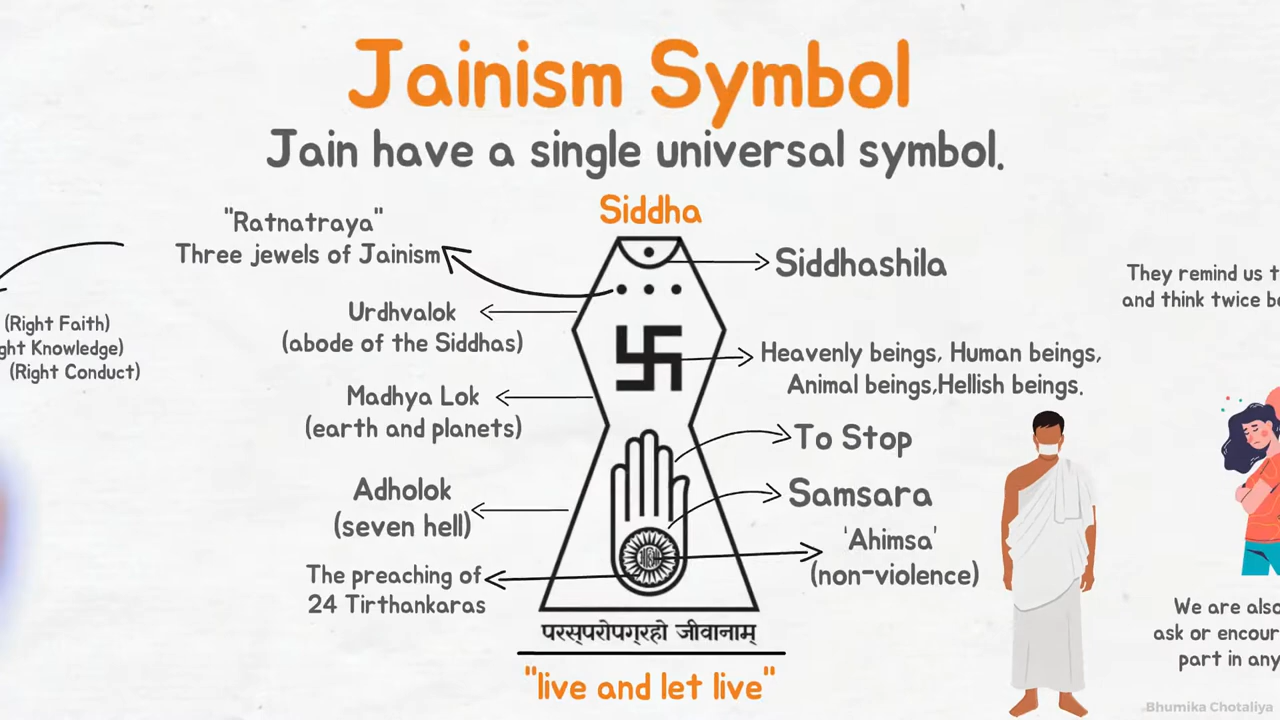 Jainism Symbol
Jain have a single universal symbol.
Siddha
"Ratnatraya"
Three jewels of Jainism
Siddhashila
(Right Faith)
Knowledge)
(Right Conduct)
Urdhvalok
(abode of the Siddhas)
Heavenly beings, Human beings,
Animal beings,Hellish beings.
Madhya Lok
(earth and planets)
To Stop
Adholok
(seven hell)
Samsara
'Ahimsa'
(non-violence)
The preaching of
24 Tirthankaras
परस्परोपग्रहो जीवानाम्
"live and let live"
They remind us
and think twice
We are also
ask or
part in any
Bhumika Chotaliya